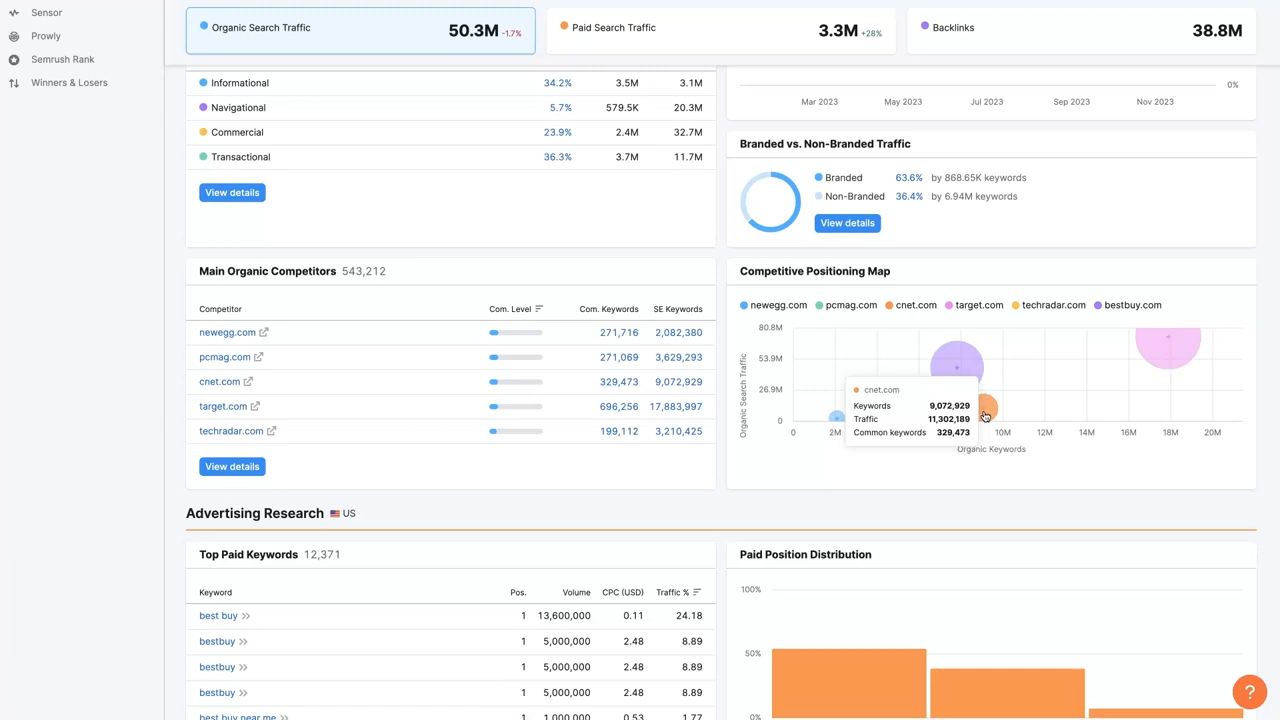 Sensor
Prowly
Semrush Rank
Winners & Losers
Organic Search Traffic 50.3M -1.7%
Paid Search Traffic 3.3M +28%
Backlinks 38.8M
Informational 34.2% 3.5M 3.1M
Navigational 5.7% 579.5K 20.3M
Commercial 23.9% 2.4M 32.7M
Transactional 36.3% 3.7M 11.7M
View details
0%
Mar 2023 May 2023 Jul 2023 Sep 2023 Nov 2023
Branded vs. Non-Branded Traffic
Branded 63.6% by 868.65K keywords
Non-Branded 36.4% by 6.94M keywords
View details
Main Organic Competitors 543,212
Competitor Com. Level Com. Keywords SE Keywords
newegg.com 271,716 2,082,380
pcmag.com 271,069 3,629,293
cnet.com 329,473 9,072,929
target.com 696,256 17,883,997
techradar.com 199,112 3,210,425
View details
Competitive Positioning Map
newegg.com pcmag.com cnet.com target.com techradar.com bestbuy.com
Organic Search Traffic
80.8M
53.9M
26.9M
0
cnet.com
Keywords 9,072,929
Traffic 11,302,189
Common keywords 329,473
0 2M 10M 12M 14M 16M 18M 20M
Organic Keywords
Advertising Research US
Top Paid Keywords 12,371
Keyword Pos. Volume CPC (USD) Traffic %
best buy 1 13,600,000 0.11 24.18
bestbuy 1 5,000,000 2.48 8.89
bestbuy 1 5,000,000 2.48 8.89
bestbuy 1 5,000,000 2.48 8.89
best buy near me 1 1,000,000 0.53 1.77
Paid Position Distribution
100%
50%
0%
?